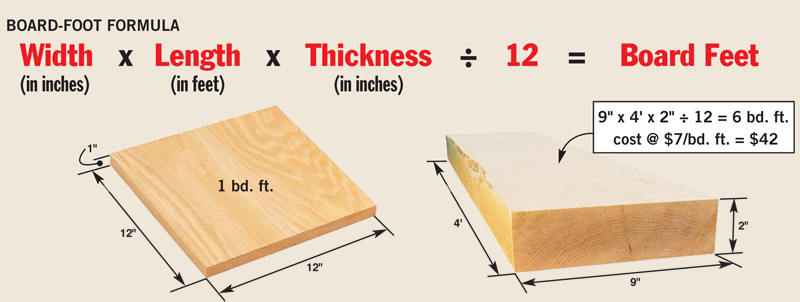 BOARD-FOOT FORMULA
Width x Length x Thickness ÷ 12 = Board Feet
(in inches) (in feet) (in inches)
9" x 4' x 2" ÷ 12 = 6 bd. ft.
cost @ $7/bd. ft. = $42
1"
1 bd. ft.
12"
12"
4'
2"
9"